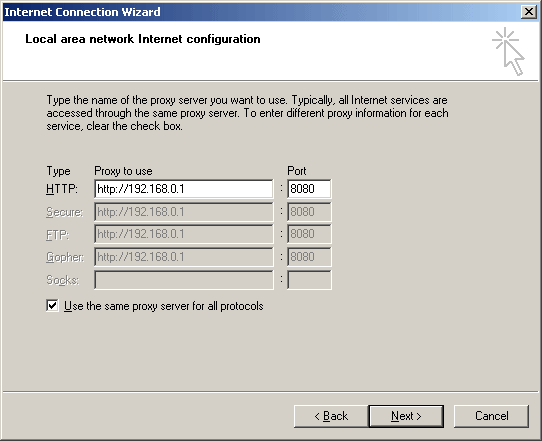 Internet Connection Wizard
Local area network Internet configuration
Type the name of the proxy server you want to use. Typically, all Internet services are
accessed through the same proxy server. To enter different proxy information for each
service, clear the check box.
Type Proxy to use Port
HTTP: http://192.168.0.1 : 8080
Secure: http://192.168.0.1 : 8080
FTP: http://192.168.0.1 : 8080
Gopher: http://192.168.0.1 : 8080
Socks: :
Use the same proxy server for all protocols
< Back Next > Cancel